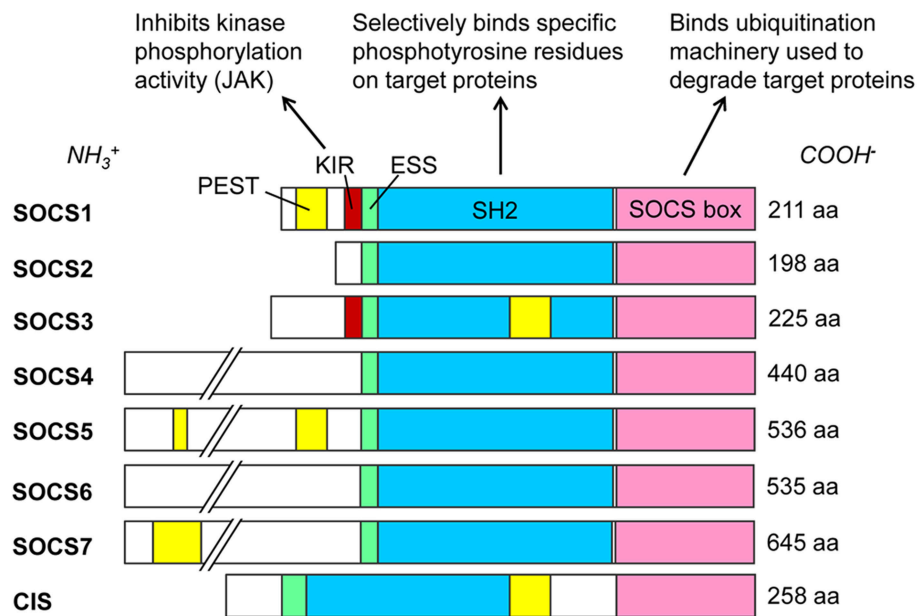 Inhibits kinase
phosphorylation
activity (JAK)
Selectively binds specific
phosphotyrosine residues
on target proteins
Binds ubiquitination
machinery used to
degrade target proteins
NH₃⁺
COOH⁻
PEST
KIR
ESS
SOCS1
SH2
SOCS box
211 aa
SOCS2
198 aa
SOCS3
225 aa
SOCS4
440 aa
SOCS5
536 aa
SOCS6
535 aa
SOCS7
645 aa
CIS
258 aa